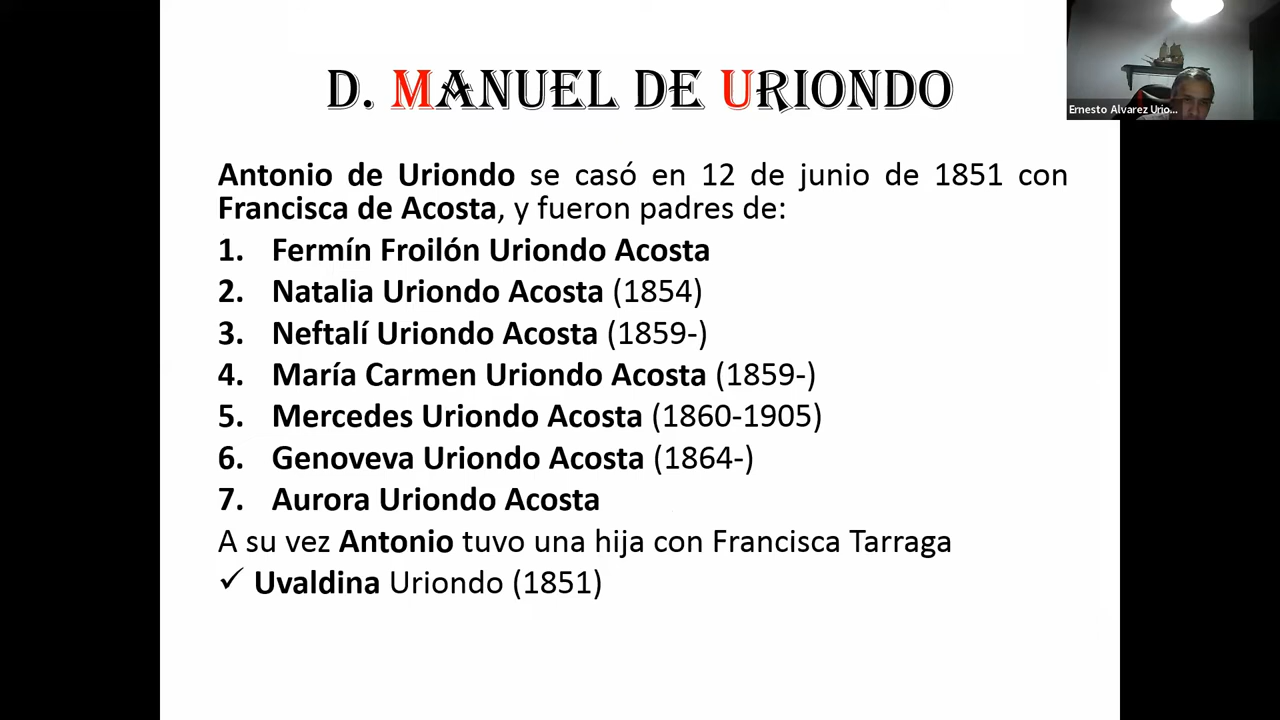 D. MANUEL DE URIONDO
Ernesto Alvarez Urio...
Antonio de Uriondo se casó en 12 de junio de 1851 con
Francisca de Acosta, y fueron padres de:
1. Fermín Froilón Uriondo Acosta
2. Natalia Uriondo Acosta (1854)
3. Neftalí Uriondo Acosta (1859-)
4. María Carmen Uriondo Acosta (1859-)
5. Mercedes Uriondo Acosta (1860-1905)
6. Genoveva Uriondo Acosta (1864-)
7. Aurora Uriondo Acosta
A su vez Antonio tuvo una hija con Francisca Tarraga
✓ Uvaldina Uriondo (1851)